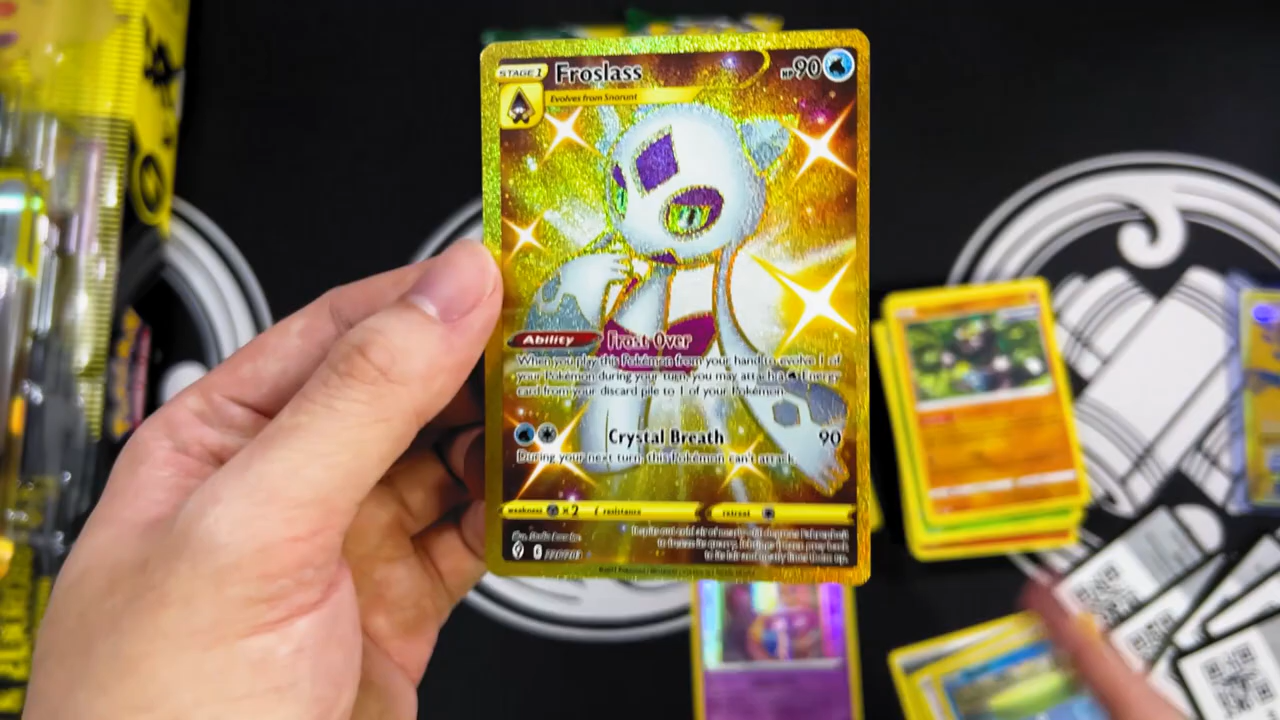 STAGE 1
Froslass
HP 90
Evolves from Snorunt
Ability
Frost Over
When you play this Pokémon from your hand to evolve 1 of
your Pokémon during your turn, you may attach a Energy
card from your discard pile to 1 of your Pokémon.
Crystal Breath 90
During your next turn, this Pokémon can't attack.
weakness ×2 resistance retreat